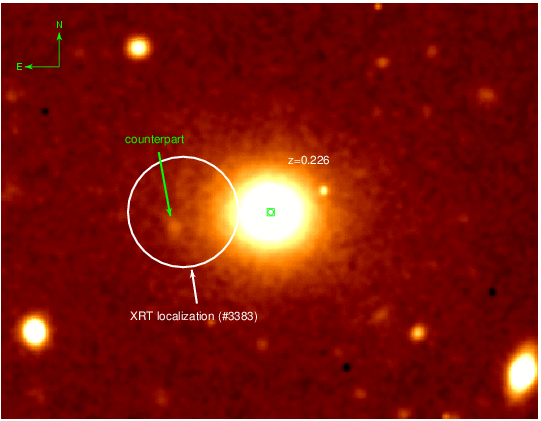 N
E
counterpart
z=0.226
XRT localization (#3383)